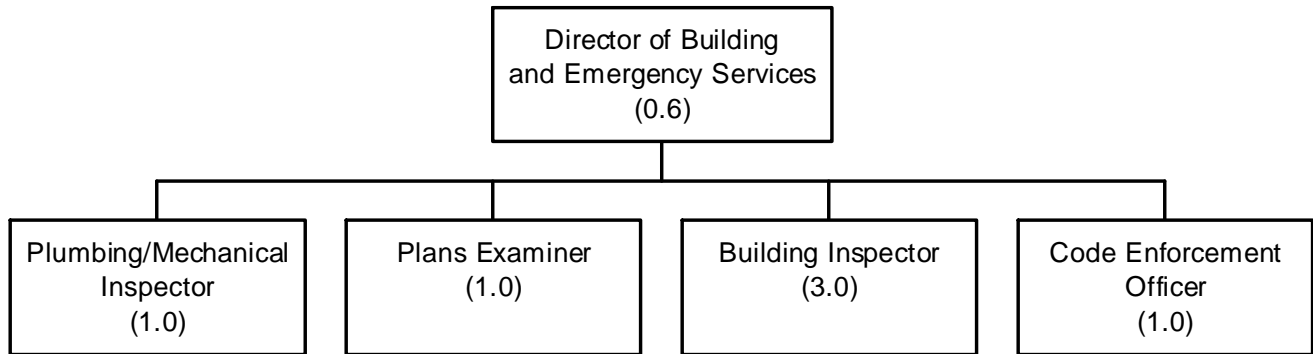 Director of Building
and Emergency Services
(0.6)
Plumbing/Mechanical
Inspector
(1.0)
Plans Examiner
(1.0)
Building Inspector
(3.0)
Code Enforcement
Officer
(1.0)